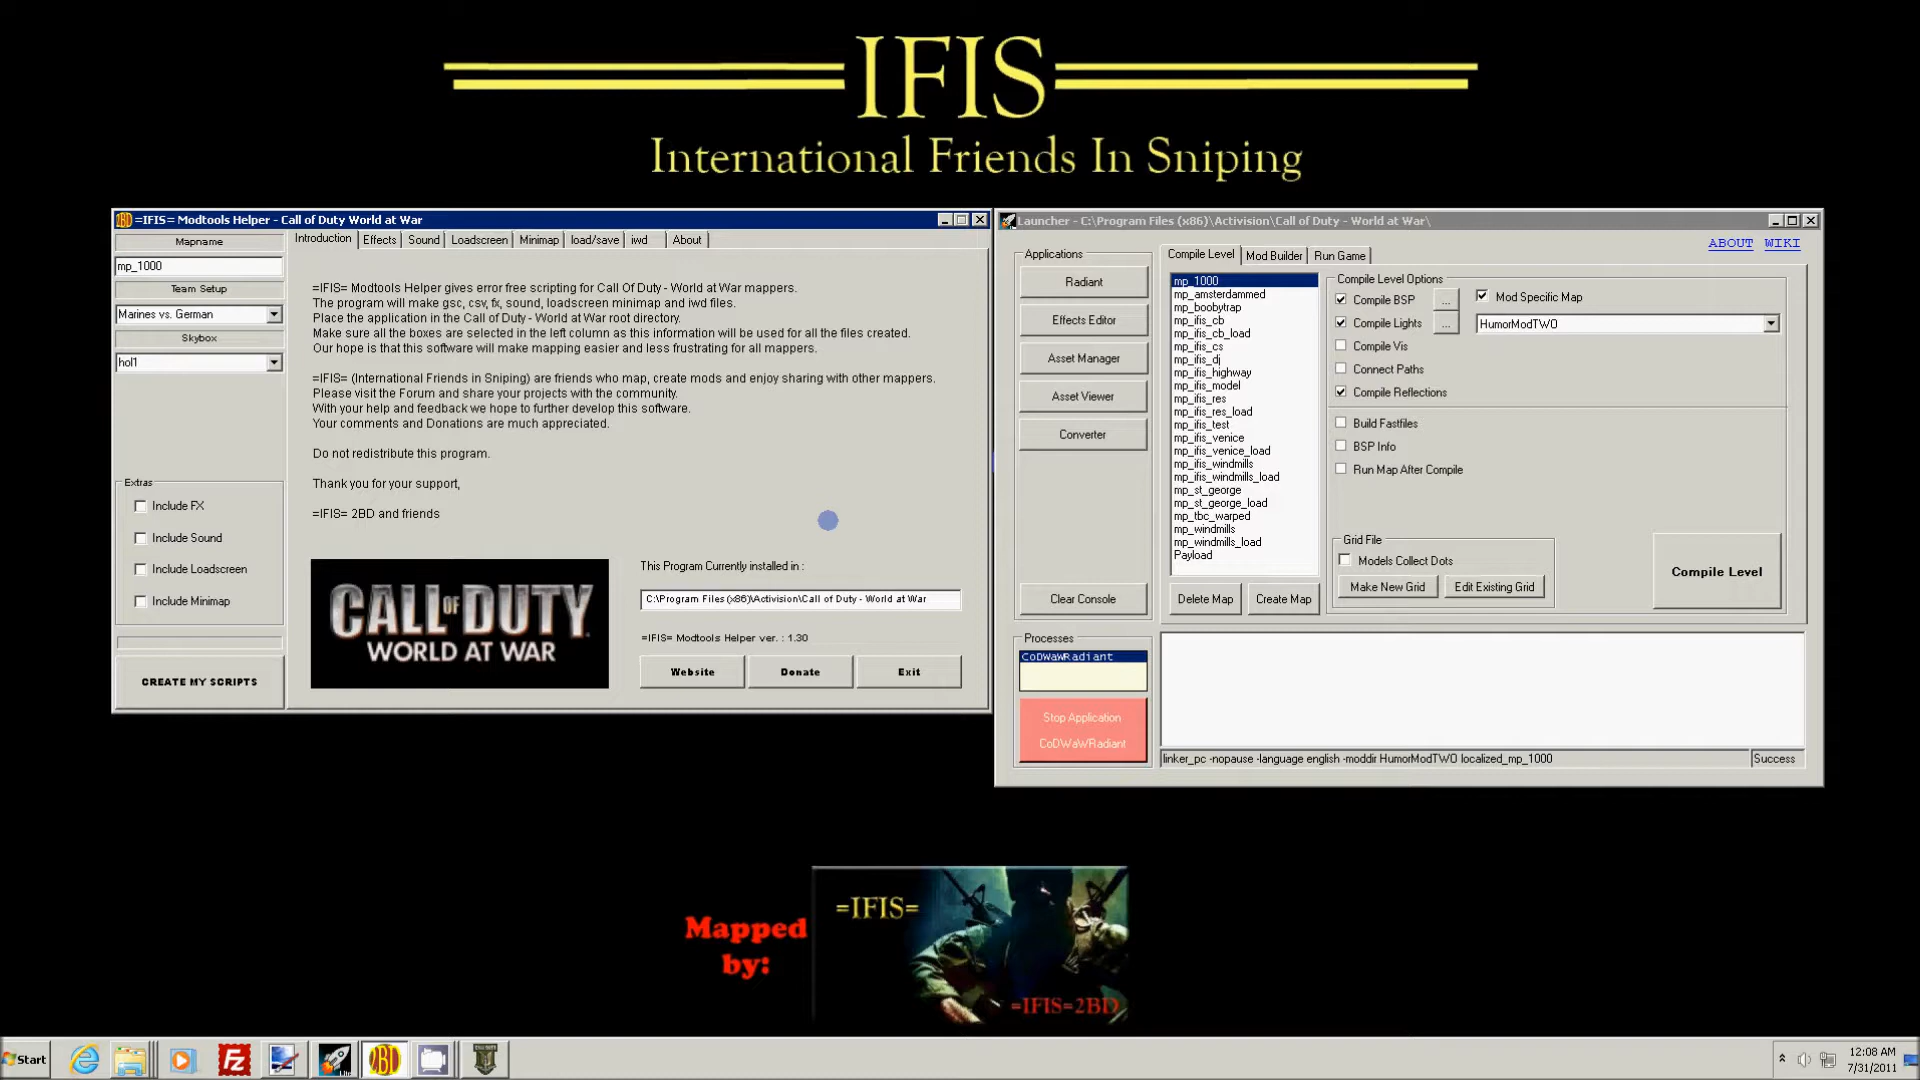 IFIS
International Friends In Sniping
=IFIS= Modtools Helper - Call of Duty World at War
Mapname
mp_1000
Team Setup
Marines vs. German
Skybox
hol1
Extras
Include FX
Include Sound
Include Loadscreen
Include Minimap
CREATE MY SCRIPTS
Introduction
Effects
Sound
Loadscreen
Minimap
load/save
iwd
About
=IFIS= Modtools Helper gives error free scripting for Call Of Duty - World at War mappers.
The program will make gsc, csv, fx, sound, loadscreen minimap and iwd files.
Place the application in the Call of Duty - World at War root directory.
Make sure all the boxes are selected in the left column as this information will be used for all the files created.
Our hope is that this software will make mapping easier and less frustrating for all mappers.
=IFIS= (International Friends in Sniping) are friends who map, create mods and enjoy sharing with other mappers.
Please visit the Forum and share your projects with the community.
With your help and feedback we hope to further develop this software.
Your comments and Donations are much appreciated.
Do not redistribute this program.
Thank you for your support,
=IFIS= 2BD and friends
CALL OF DUTY
WORLD AT WAR
This Program Currently installed in :
C:\Program Files (x86)\Activision\Call of Duty - World at War
=IFIS= Modtools Helper ver. : 1.30
Website
Donate
Exit
Launcher - C:\Program Files (x86)\Activision\Call of Duty - World at War\
ABOUT WIKI
Applications
Radiant
Effects Editor
Asset Manager
Asset Viewer
Converter
Clear Console
Processes
CoDWaWRadiant
Stop Application
CoDWaWRadiant
Compile Level
Mod Builder
Run Game
mp_1000
mp_amsterdammed
mp_boobytrap
mp_ifis_cb
mp_ifis_cb_load
mp_ifis_cs
mp_ifis_dj
mp_ifis_highway
mp_ifis_model
mp_ifis_res
mp_ifis_res_load
mp_ifis_test
mp_ifis_venice
mp_ifis_venice_load
mp_ifis_windmills
mp_ifis_windmills_load
mp_st_george
mp_st_george_load
mp_tbc_warped
mp_windmills
mp_windmills_load
Payload
Delete Map
Create Map
Compile Level Options
Compile BSP
...
Mod Specific Map
Compile Lights
...
HumorModTWO
Compile Vis
Connect Paths
Compile Reflections
Build Fastfiles
BSP Info
Run Map After Compile
Grid File
Models Collect Dots
Make New Grid
Edit Existing Grid
Compile Level
linker_pc -nopause -language english -moddir HumorModTWO localized_mp_1000
Success
Mapped
by:
=IFIS=
=IFIS=2BD
Start
FZ
Lite
2BD
12:08 AM
7/31/2011